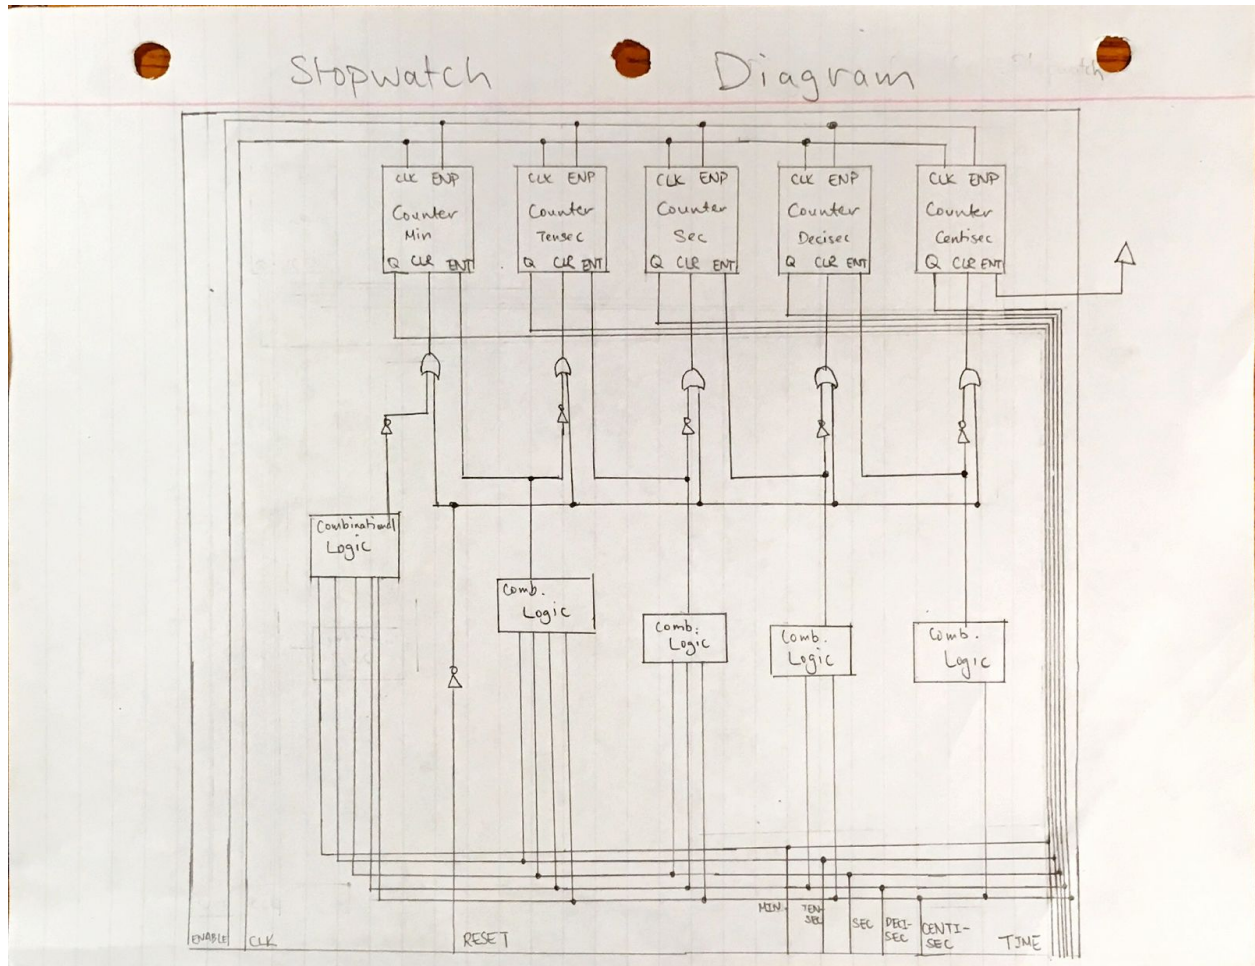 Stopwatch Diagram
CLK ENP
Counter
Min
Q CLR ENT
CLK ENP
Counter
Tensec
Q CLR ENT
CLK ENP
Counter
Sec
Q CLR ENT
CLK ENP
Counter
Decisec
Q CLR ENT
CLK ENP
Counter
Centisec
Q CLR ENT
Combinational
Logic
Comb.
Logic
Comb.
Logic
Comb.
Logic
Comb.
Logic
ENABLE
CLK
RESET
MIN
TEN-
SEC
SEC
DECI-
SEC
CENTI-
SEC
TIME